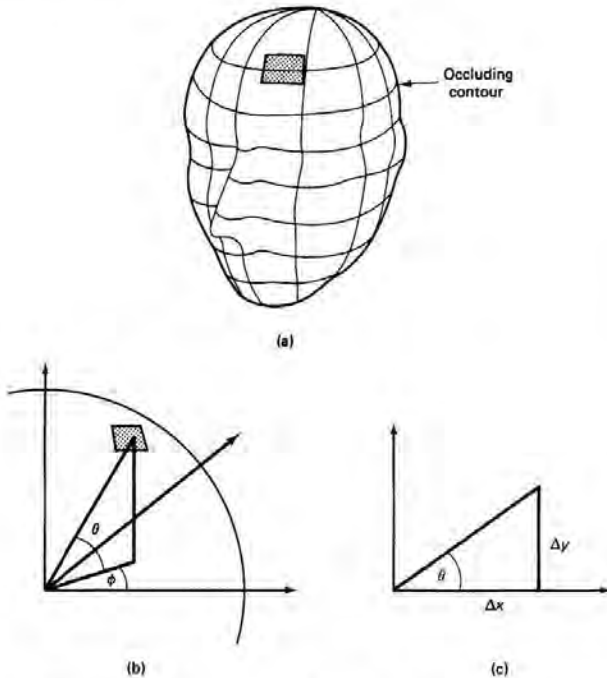 Occluding
contour
(a)
θ
ϕ
(b)
θ
Δy
Δx
(c)